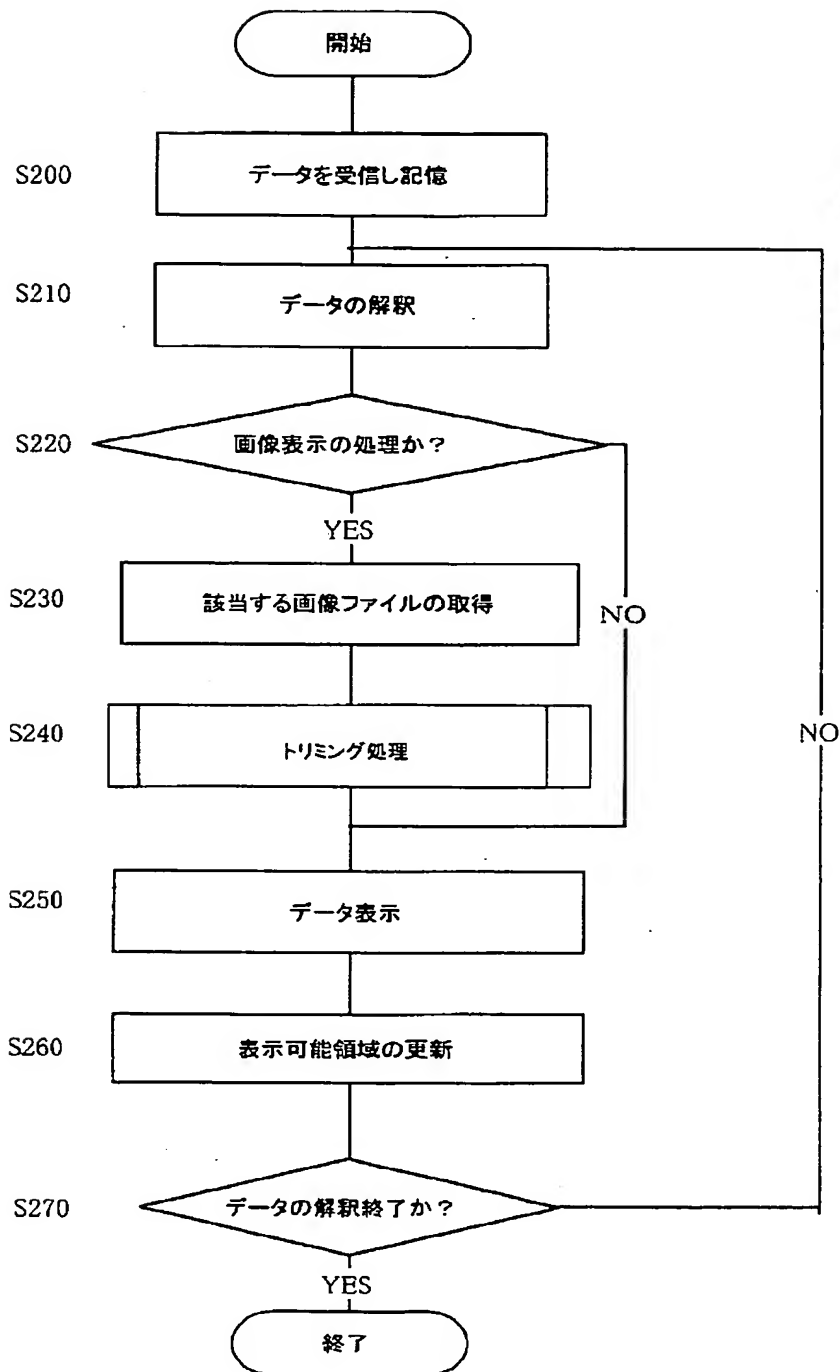 開始
S200
データを受信し記憶
S210
データの解釈
S220
画像表示の処理か?
YES
S230
該当する画像ファイルの取得
NO
S240
トリミング処理
NO
S250
データ表示
S260
表示可能領域の更新
S270
データの解釈終了か?
YES
終了